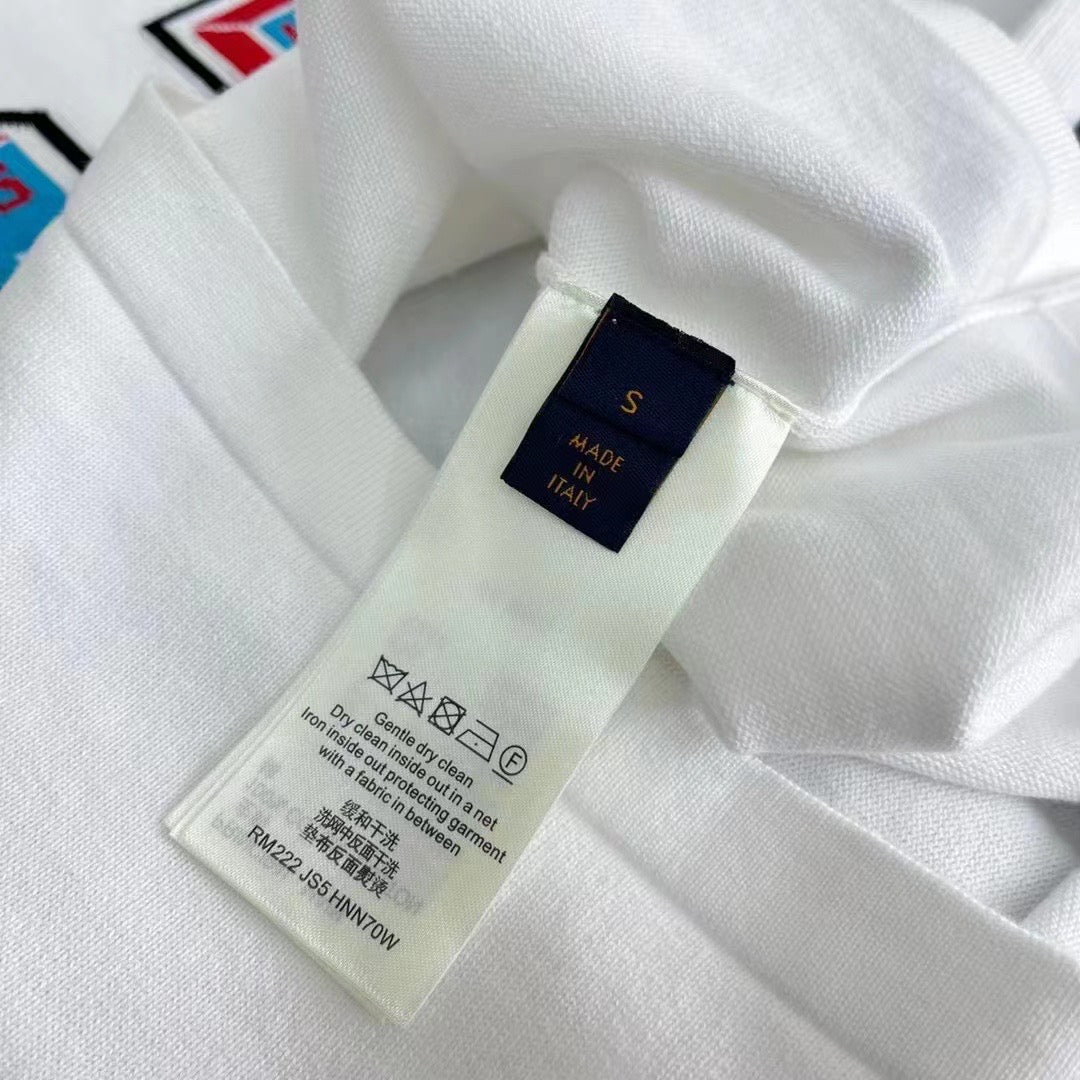 S
MADE
IN
ITALY
Gentle dry clean
Dry clean inside out in a net
Iron inside out protecting garment
with a fabric in between
缓和干洗
洗网中反面干洗
垫布反面熨烫
RM222 JS5 HNN70W
F